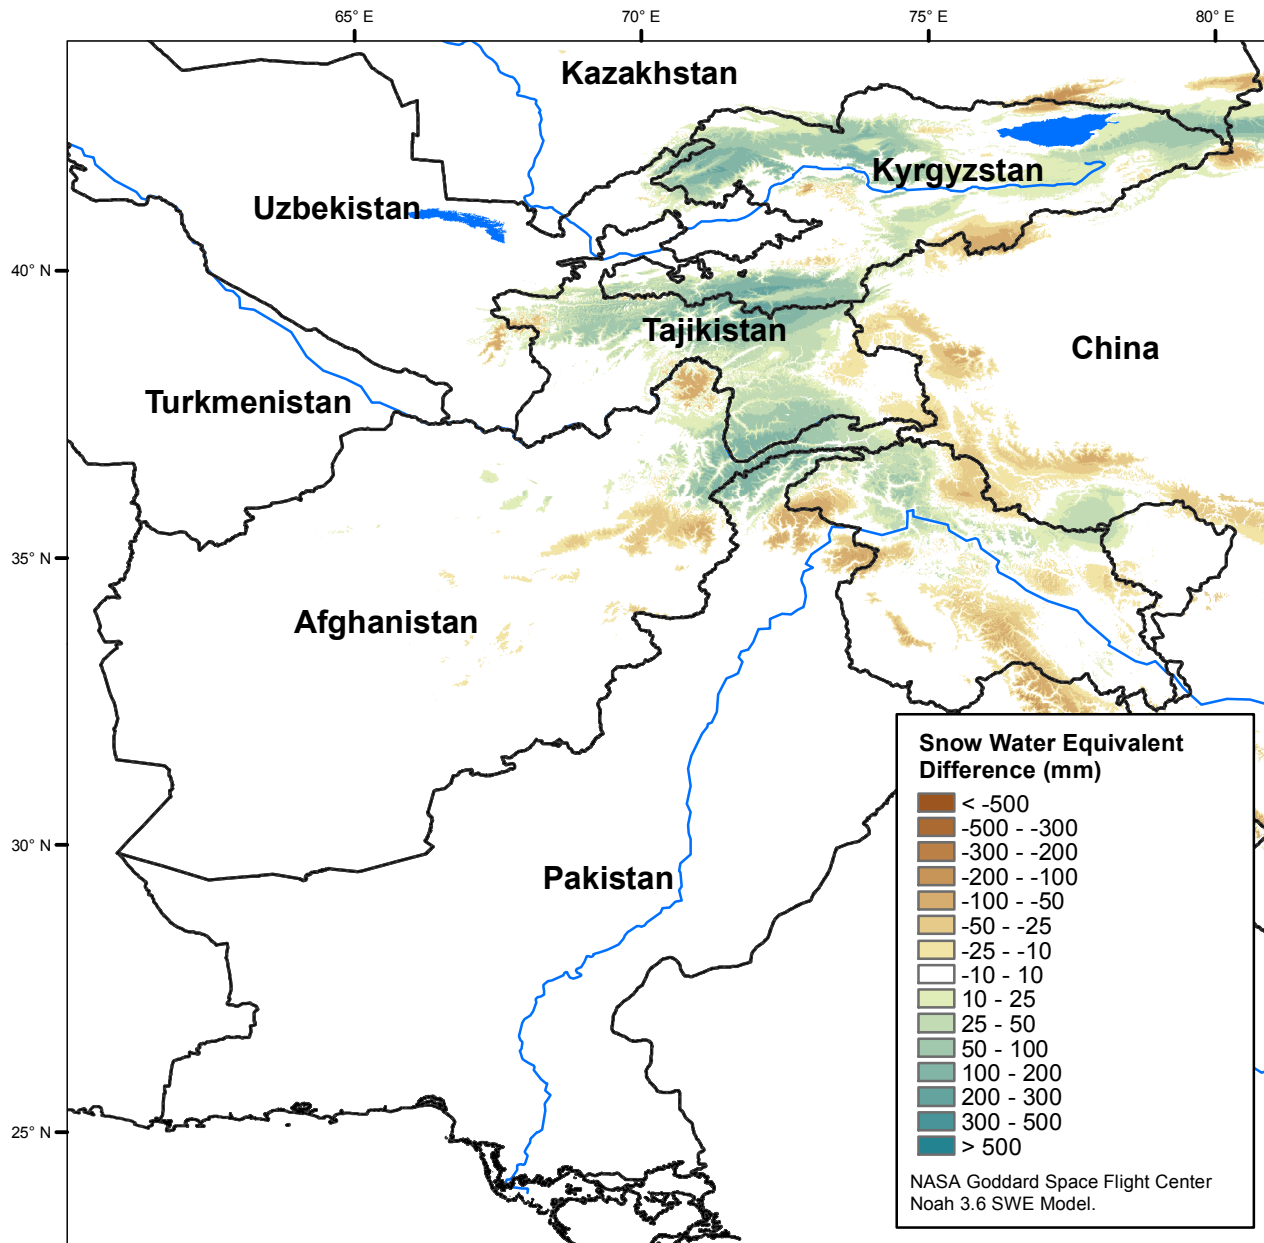 65° E
70° E
75° E
80° E
Kazakhstan
Kyrgyzstan
Uzbekistan
40° N
Tajikistan
China
Turkmenistan
35° N
Afghanistan
30° N
Pakistan
25° N
Snow Water Equivalent
Difference (mm)
< -500
-500 - -300
-300 - -200
-200 - -100
-100 - -50
-50 - -25
-25 - -10
-10 - 10
10 - 25
25 - 50
50 - 100
100 - 200
200 - 300
300 - 500
> 500
NASA Goddard Space Flight Center
Noah 3.6 SWE Model.